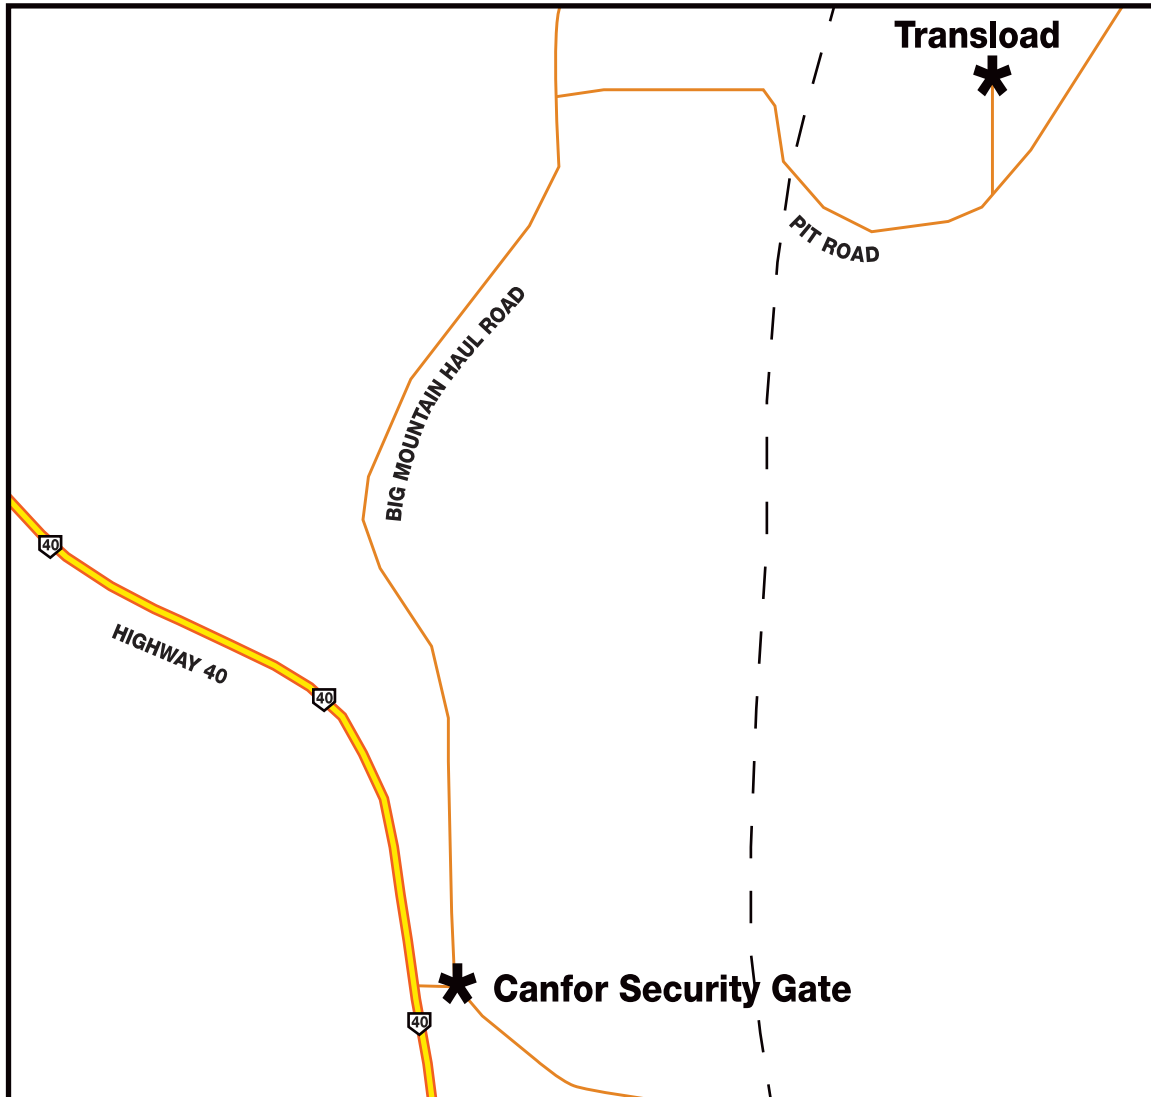 Transload
PIT ROAD
BIG MOUNTAIN HAUL ROAD
40
HIGHWAY 40
40
Canfor Security Gate
40